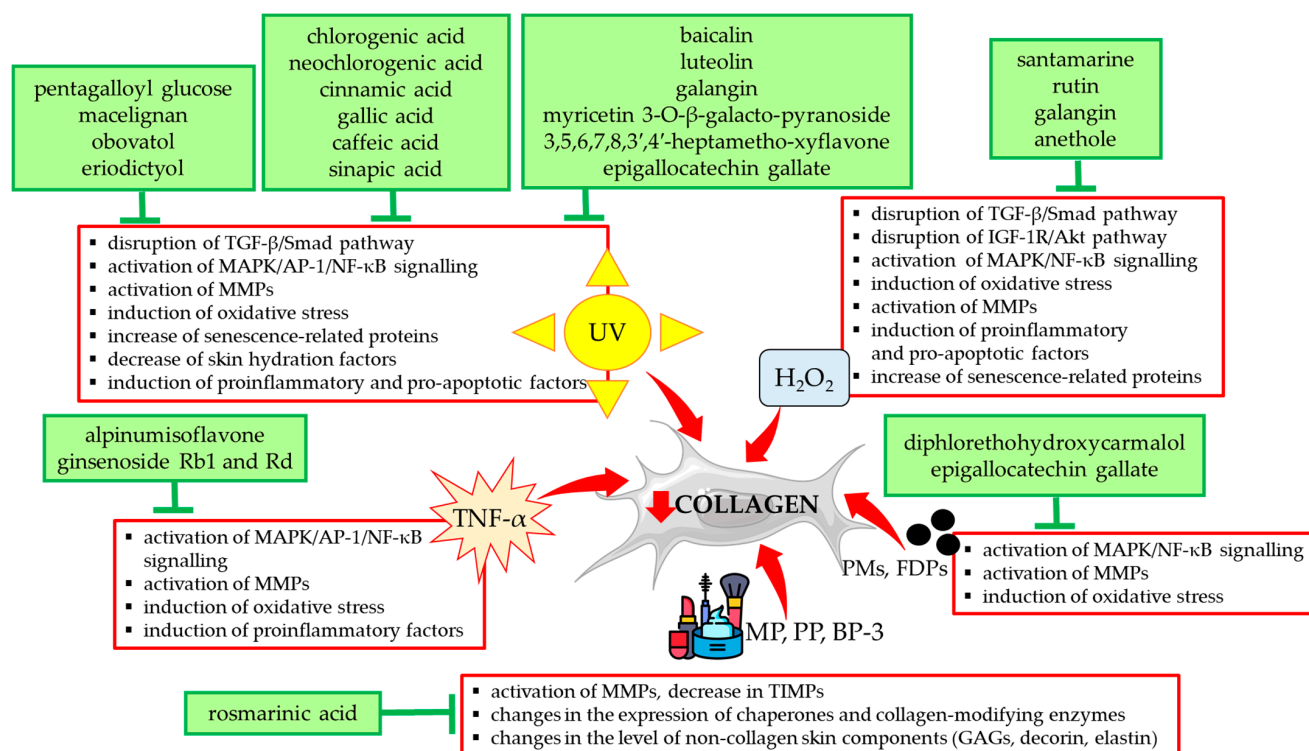 pentagalloyl glucose
macelignan
obovatol
eriodictyol
chlorogenic acid
neochlorogenic acid
cinnamic acid
gallic acid
caffeic acid
sinapic acid
baicalin
luteolin
galangin
myricetin 3-O-β-galacto-pyranoside
3,5,6,7,8,3′,4′-heptametho-xyflavone
epigallocatechin gallate
santamarine
rutin
galangin
anethole
▪ disruption of TGF-β/Smad pathway
▪ activation of MAPK/AP-1/NF-κB signalling
▪ activation of MMPs
▪ induction of oxidative stress
▪ increase of senescence-related proteins
▪ decrease of skin hydration factors
▪ induction of proinflammatory and pro-apoptotic factors
UV
▪ disruption of TGF-β/Smad pathway
▪ disruption of IGF-1R/Akt pathway
▪ activation of MAPK/NF-κB signalling
▪ induction of oxidative stress
▪ activation of MMPs
▪ induction of proinflammatory
and pro-apoptotic factors
▪ increase of senescence-related proteins
H₂O₂
alpinumisoflavone
ginsenoside Rb1 and Rd
▪ activation of MAPK/AP-1/NF-κB
signalling
▪ activation of MMPs
▪ induction of oxidative stress
▪ induction of proinflammatory factors
TNF-α
COLLAGEN
diphlorethohydroxycarmalol
epigallocatechin gallate
PMs, FDPs
▪ activation of MAPK/NF-κB signalling
▪ activation of MMPs
▪ induction of oxidative stress
MP, PP, BP-3
rosmarinic acid
▪ activation of MMPs, decrease in TIMPs
▪ changes in the expression of chaperones and collagen-modifying enzymes
▪ changes in the level of non-collagen skin components (GAGs, decorin, elastin)